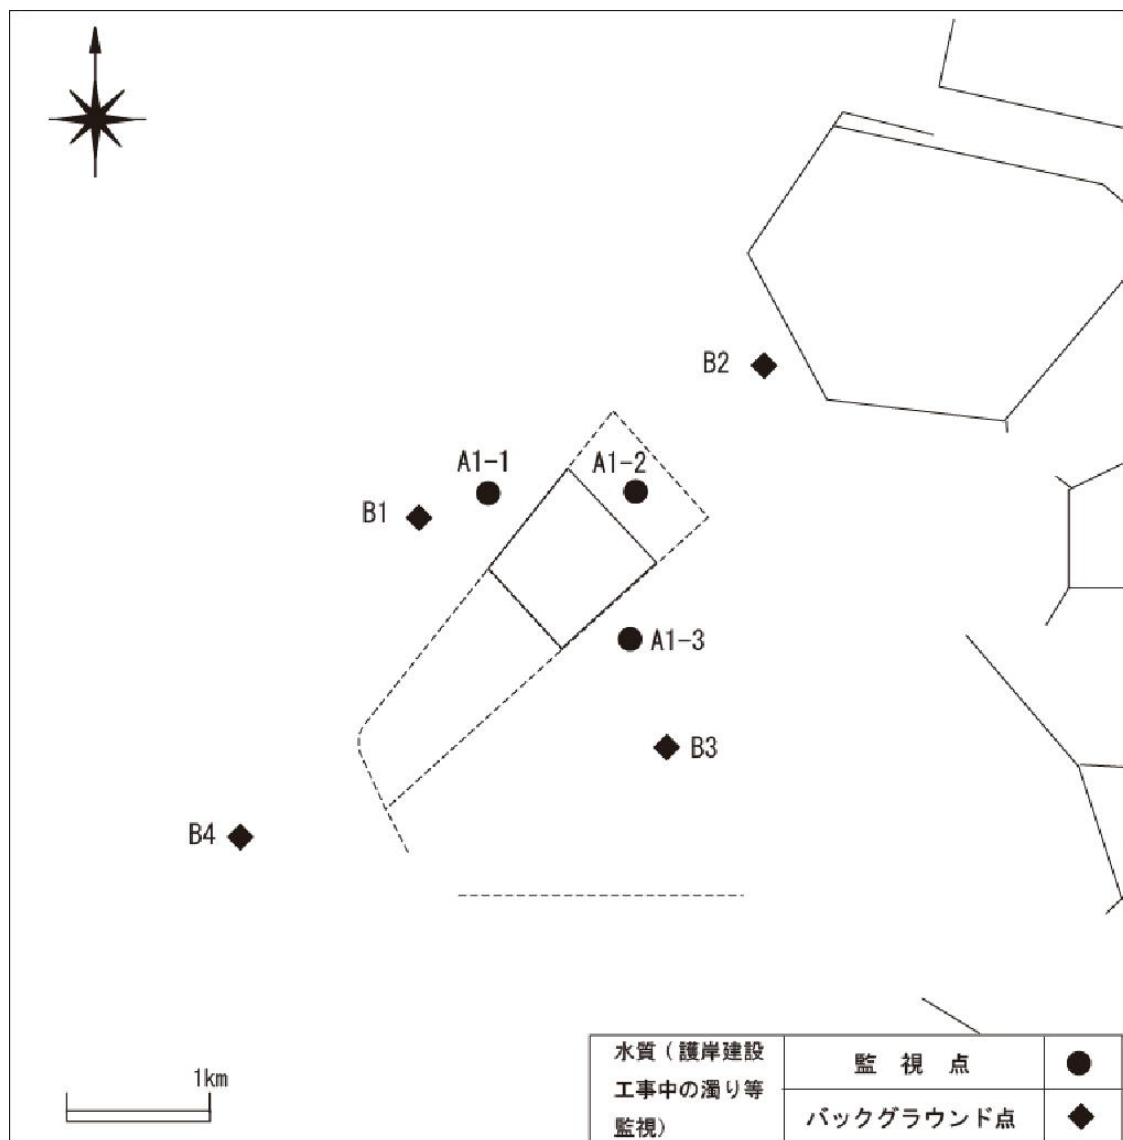 B2
A1-1
A1-2
B1
A1-3
B3
B4
1km
水質（護岸建設
工事中の濁り等
監視）
監 視 点
バックグラウンド点